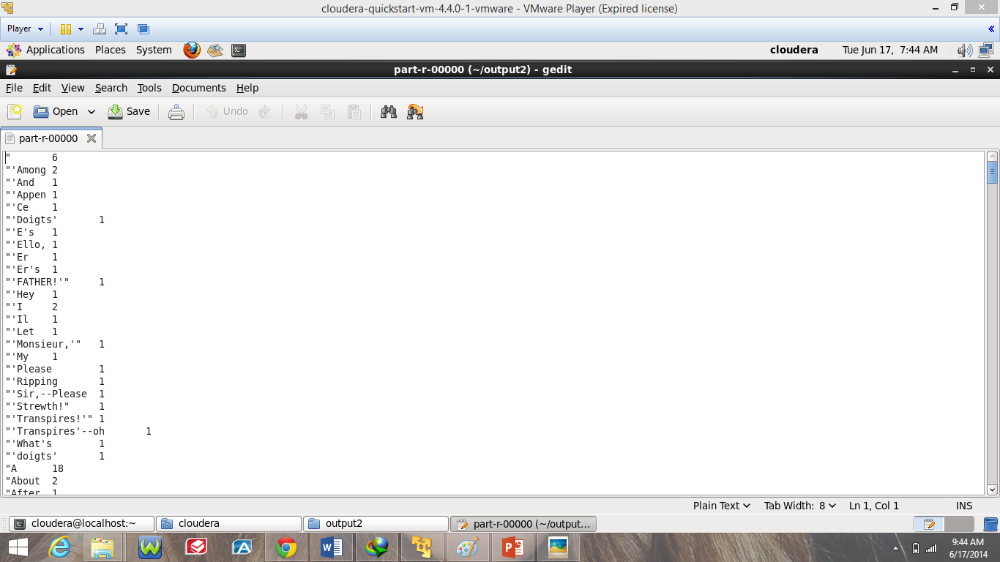 cloudera-quickstart-vm-4.4.0-1-vmware - VMware Player (Expired license)
Player
Applications Places System cloudera Tue Jun 17, 7:44 AM
part-r-00000 (~/output2) - gedit
File Edit View Search Tools Documents Help
Open Save Undo
part-r-00000
" 6
"'Among 2
"'And 1
"'Appen 1
"'Ce 1
"'Doigts' 1
"'E's 1
"'Ello, 1
"'Er 1
"'Er's 1
"'FATHER!'" 1
"'Hey 1
"'I 2
"'Il 1
"'Let 1
"'Monsieur,'" 1
"'My 1
"'Please 1
"'Ripping 1
"'Sir,--Please 1
"'Strewth!" 1
"'Transpires!'" 1
"'Transpires'--oh 1
"'What's 1
"'doigts' 1
"A 18
"About 2
"After 1
Plain Text Tab Width: 8 Ln 1, Col 1 INS
cloudera@localhost:~ cloudera output2 part-r-00000 (~/output...
9:44 AM
6/17/2014